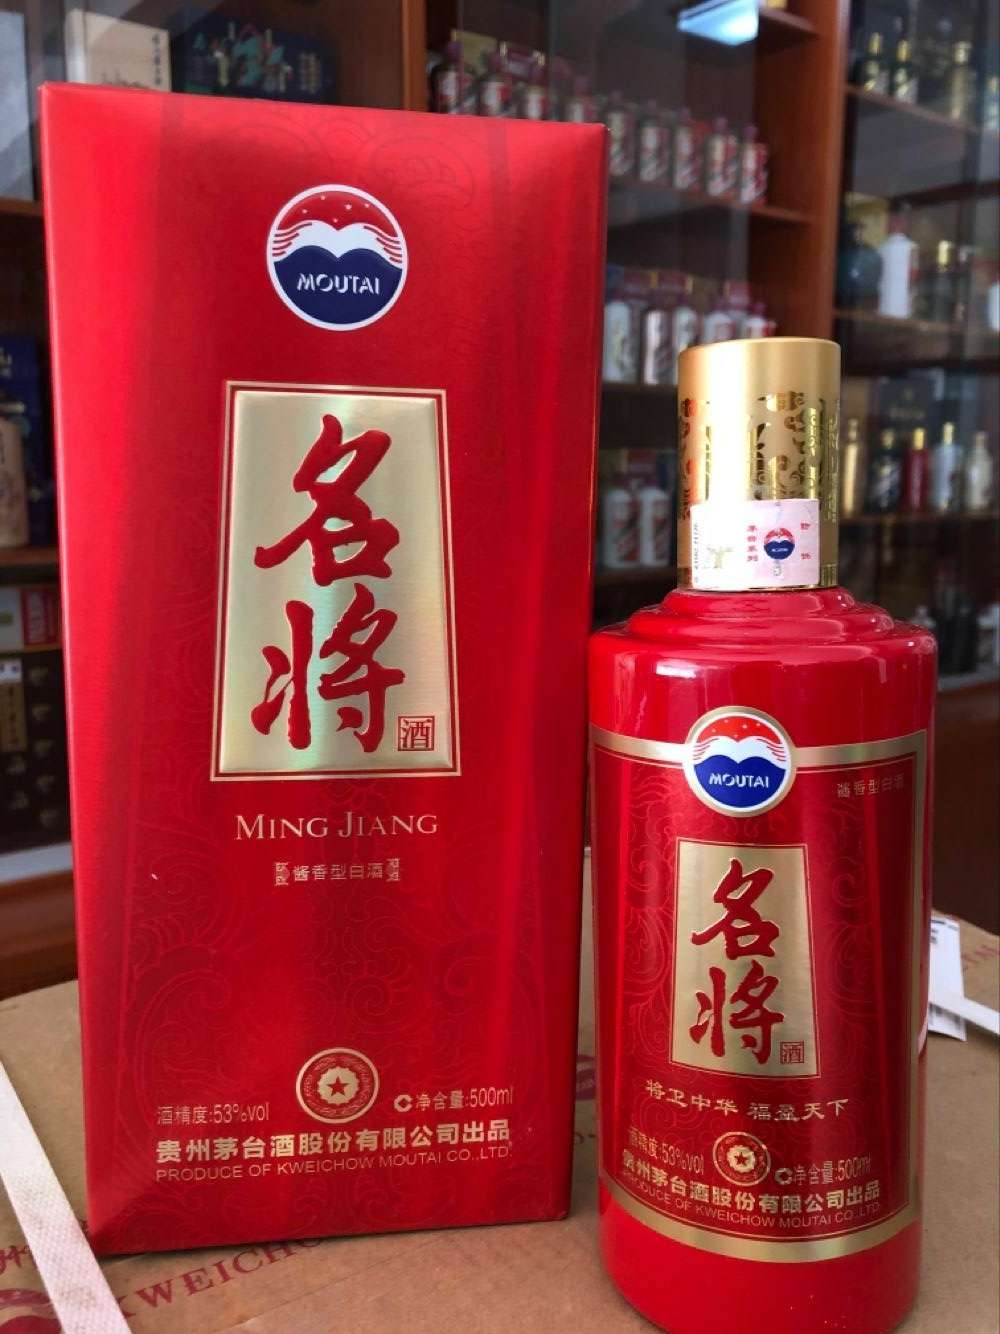 MOUTAI
名将
酒
MING JIANG
酱香型白酒
酒精度:53%vol
净含量:500ml
贵州茅台酒股份有限公司出品
PRODUCE OF KWEICHOW MOUTAI CO.,LTD.
茅台系列
MOUTAI
酱香型白酒
名将
酒
将卫中华 福盈天下
酒精度:53%vol
净含量:500ml
贵州茅台酒股份有限公司出品
PRODUCE OF KWEICHOW MOUTAI CO.,LTD.
KWEICHO